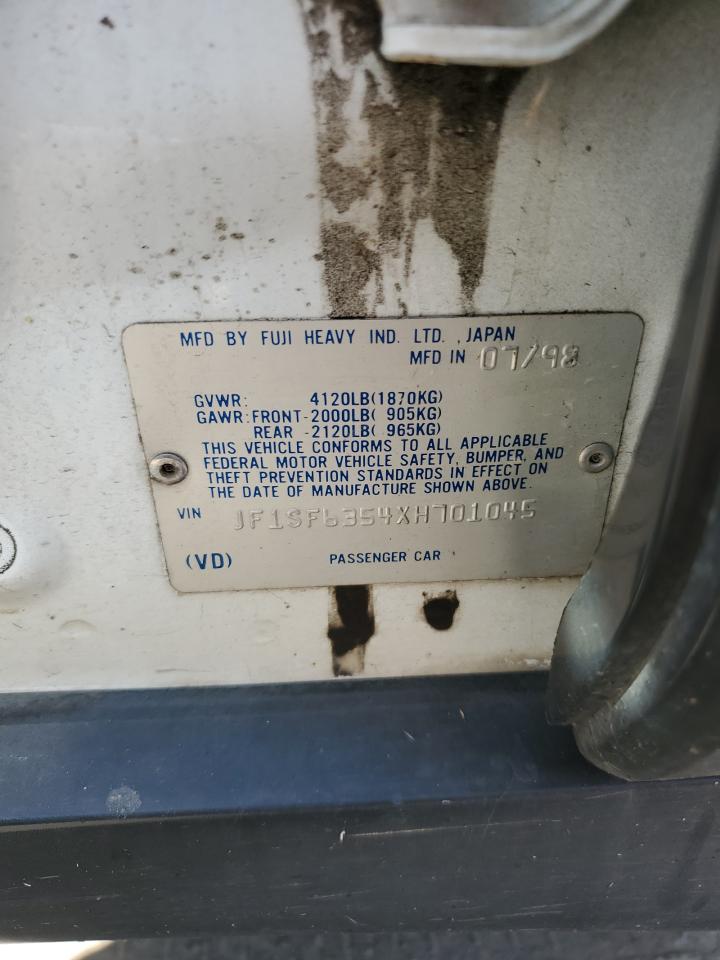 MFD BY FUJI HEAVY IND. LTD. , JAPAN
MFD IN 07/98
GVWR: 4120LB(1870KG)
GAWR:FRONT-2000LB( 905KG)
REAR -2120LB( 965KG)
THIS VEHICLE CONFORMS TO ALL APPLICABLE
FEDERAL MOTOR VEHICLE SAFETY, BUMPER, AND
THEFT PREVENTION STANDARDS IN EFFECT ON
THE DATE OF MANUFACTURE SHOWN ABOVE.
VIN JF1SF6354XH701045
(VD) PASSENGER CAR